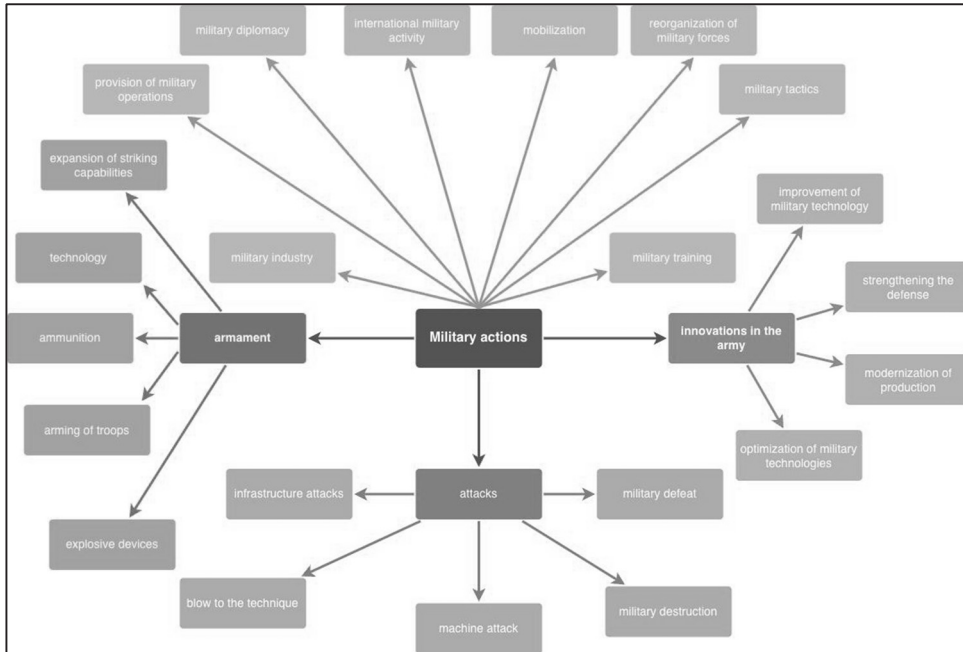 military diplomacy
international military
activity
mobilization
reorganization of
military forces
provision of military
operations
military tactics
expansion of striking
capabilities
improvement of
military technology
technology
military industry
military training
strengthening the
defense
ammunition
armament
Military actions
innovations in the
army
modernization of
production
arming of troops
optimization of military
technologies
infrastructure attacks
attacks
military defeat
explosive devices
blow to the technique
machine attack
military destruction